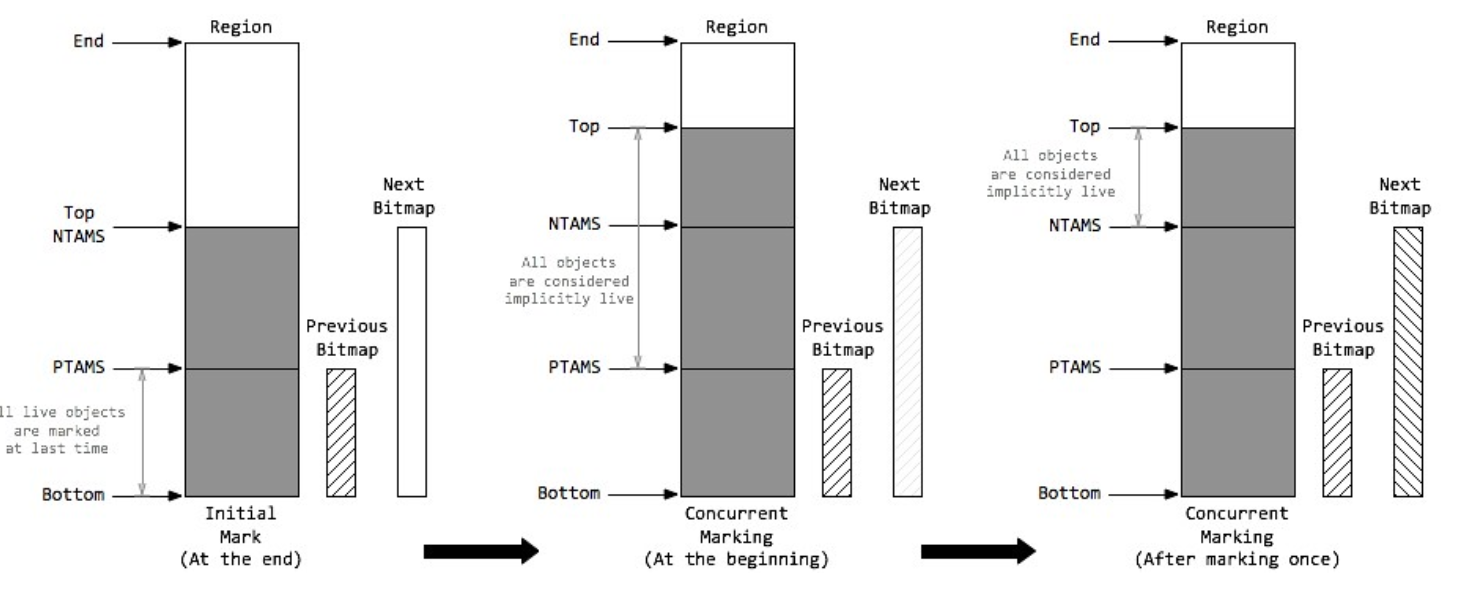 Region
End
Top
NTAMS
Next
Bitmap
Previous
Bitmap
PTAMS
ll live objects
are marked
at last time
Bottom
Initial
Mark
(At the end)
Region
End
Top
Next
Bitmap
NTAMS
All objects
are considered
implicitly live
Previous
Bitmap
PTAMS
Bottom
Concurrent
Marking
(At the beginning)
Region
End
Top
All objects
are considered
implicitly live
Next
Bitmap
NTAMS
Previous
Bitmap
PTAMS
Bottom
Concurrent
Marking
(After marking once)